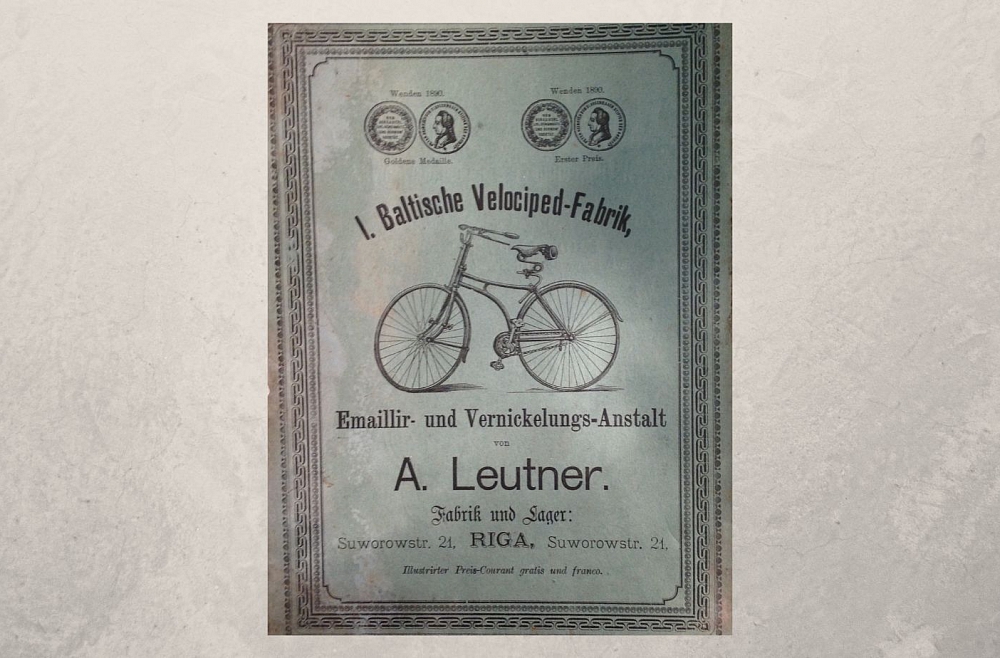 Wenden 1890.
Wenden 1890.
Goldene Medaille.
Erster Preis.
I. Baltische Velociped-Fabrik,
Emaillir- und Vernickelungs-Anstalt
von
A. Leutner.
Fabrik und Lager:
Suworowstr. 21, RIGA, Suworowstr. 21,
Illustrirter Preis-Courant gratis und franco.